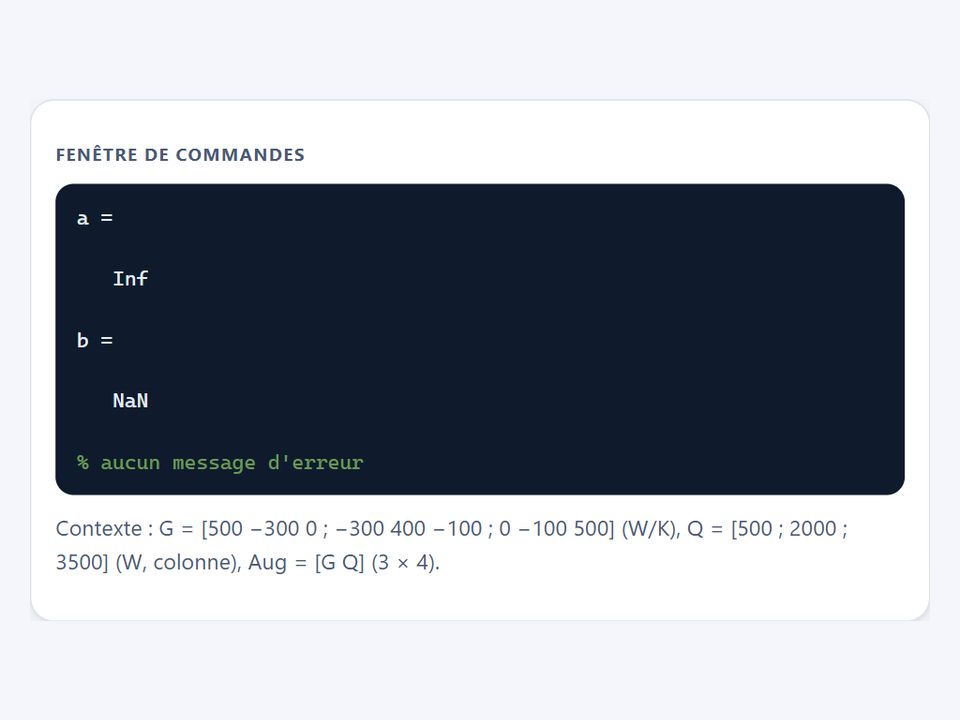 FENÊTRE DE COMMANDES
a =
Inf
b =
NaN
% aucun message d'erreur
Contexte : G = [500 −300 0 ; −300 400 −100 ; 0 −100 500] (W/K), Q = [500 ; 2000 ;
3500] (W, colonne), Aug = [G Q] (3 × 4).